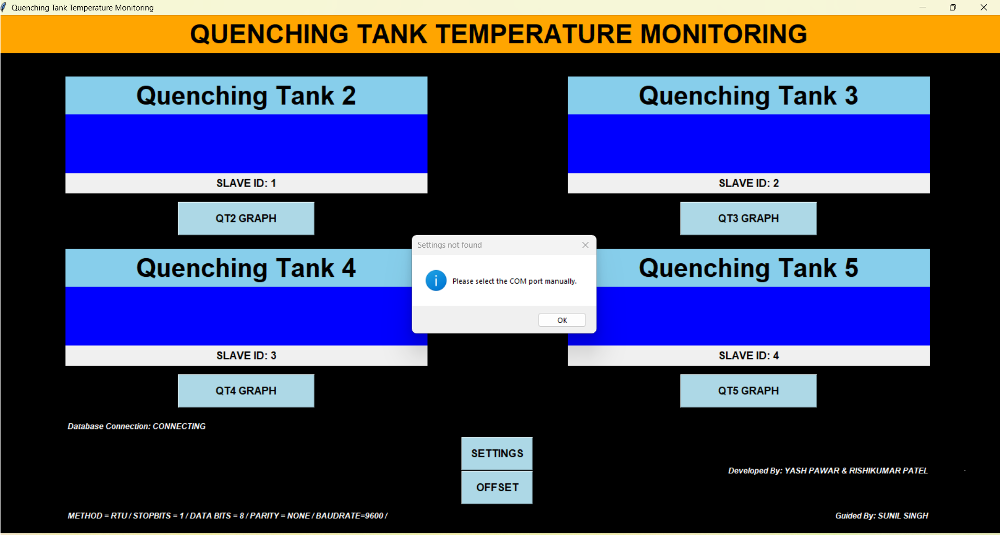 Quenching Tank Temperature Monitoring
QUENCHING TANK TEMPERATURE MONITORING
Quenching Tank 2
SLAVE ID: 1
QT2 GRAPH
Quenching Tank 3
SLAVE ID: 2
QT3 GRAPH
Settings not found
Please select the COM port manually.
OK
Quenching Tank 4
SLAVE ID: 3
QT4 GRAPH
Quenching Tank 5
SLAVE ID: 4
QT5 GRAPH
Database Connection: CONNECTING
SETTINGS
OFFSET
Developed By: YASH PAWAR & RISHIKUMAR PATEL
METHOD = RTU / STOPBITS = 1 / DATA BITS = 8 / PARITY = NONE / BAUDRATE=9600 /
Guided By: SUNIL SINGH